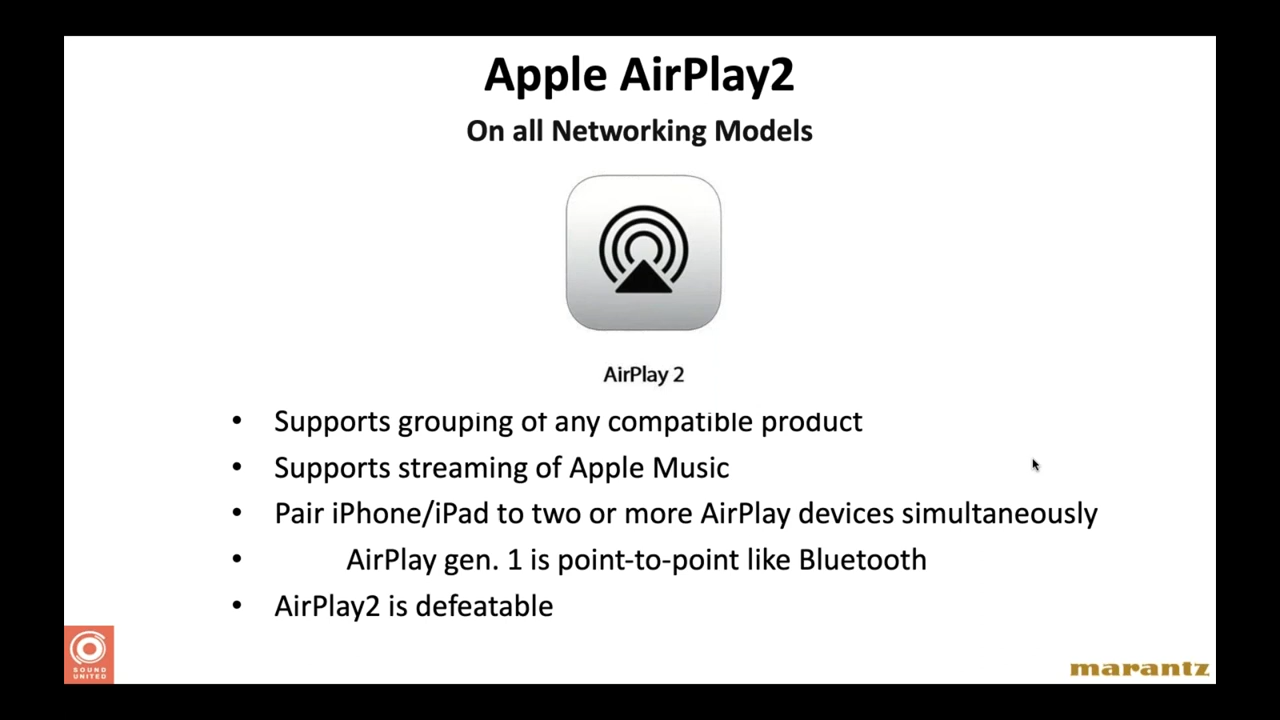 Apple AirPlay2
On all Networking Models
AirPlay 2
• Supports grouping of any compatible product
• Supports streaming of Apple Music
• Pair iPhone/iPad to two or more AirPlay devices simultaneously
• AirPlay gen. 1 is point-to-point like Bluetooth
• AirPlay2 is defeatable
SOUND
UNITED
marantz